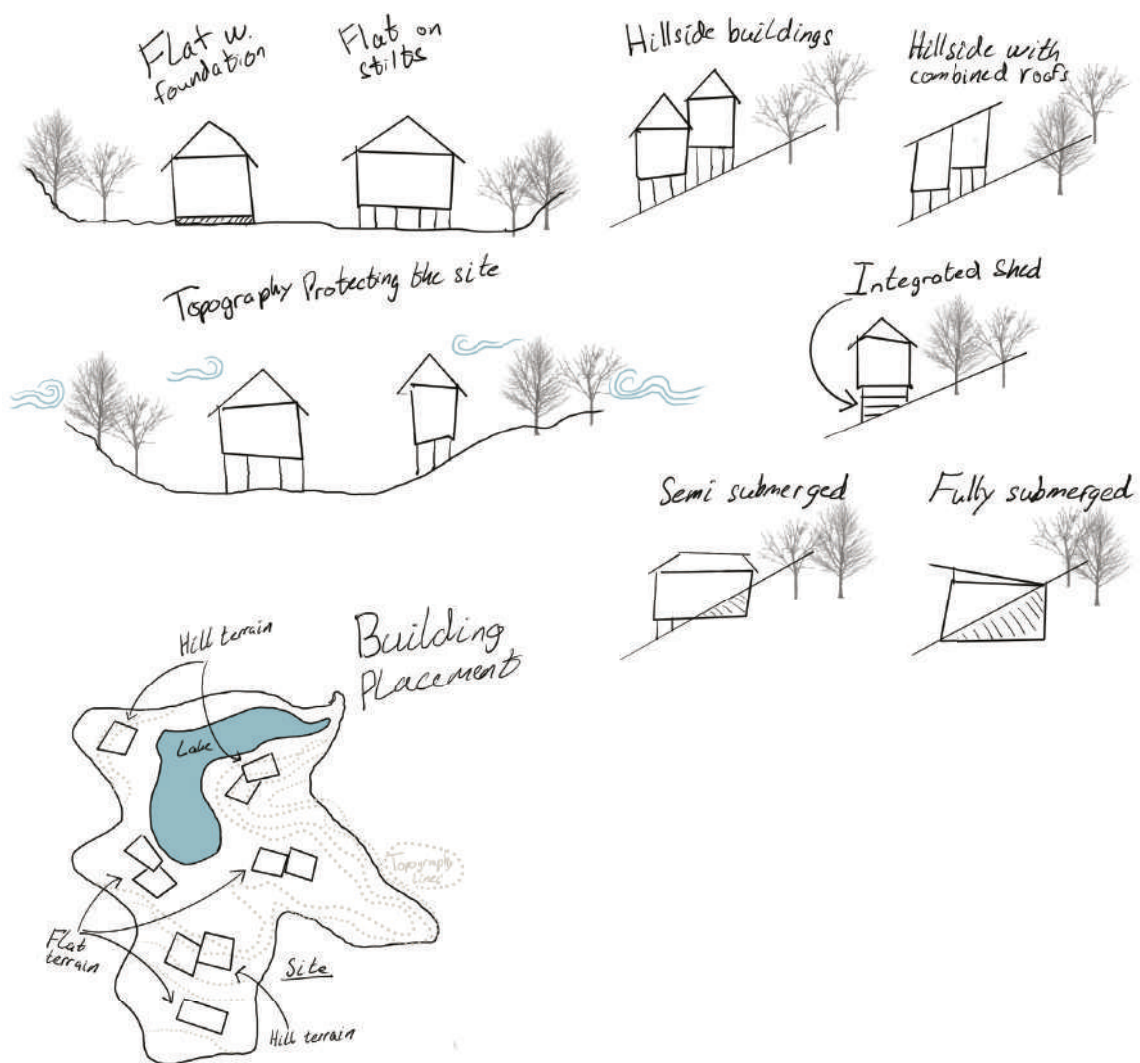 Flat w.
foundation
Flat on
stilts
Hillside buildings
Hillside with
combined roofs
Topography Protecting the site
Integrated shed
Semi submerged
Fully submerged
Building
Placement
Hill terrain
Lake
Topography
lines
Flat
terrain
Site
Hill terrain